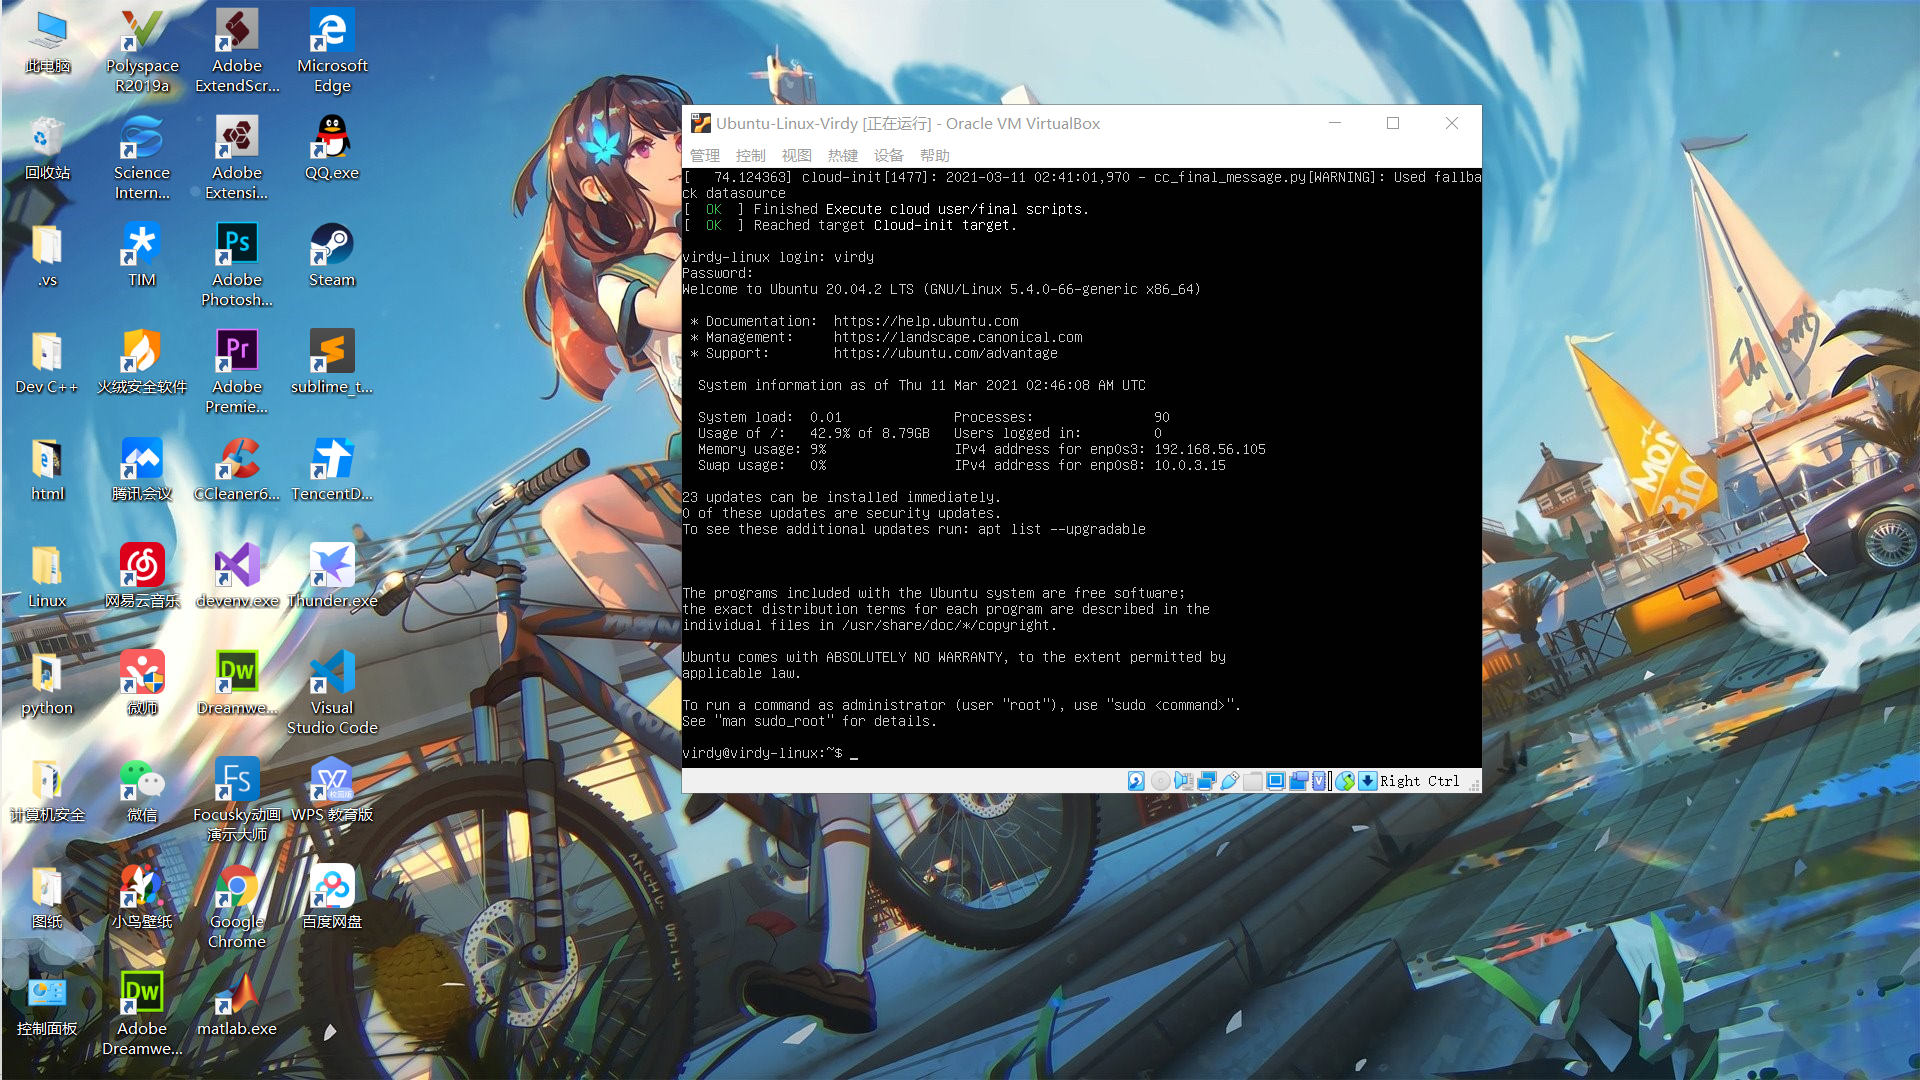 此电脑
Polyspace
R2019a
Adobe
ExtendScr...
Microsoft
Edge
回收站
Science
Intern...
Adobe
Extensi...
QQ.exe
.vs
TIM
Adobe
Photosh...
Steam
Dev C++
火绒安全软件
Adobe
Premie...
sublime_t...
html
腾讯会议
CCleaner6...
TencentD...
Linux
网易云音乐
devenv.exe
Thunder.exe
python
微师
Dreamwe...
Visual
Studio Code
计算机安全
微信
Focusky动画
演示大师
WPS 教育版
图纸
小鸟壁纸
Google
Chrome
百度网盘
控制面板
Adobe
Dreamwe...
matlab.exe
Ubuntu-Linux-Virdy [正在运行] - Oracle VM VirtualBox
管理 控制 视图 热键 设备 帮助
[   74.124363] cloud-init[1477]: 2021-03-11 02:41:01,970 - cc_final_message.py[WARNING]: Used fallba
ck datasource
[  OK  ] Finished Execute cloud user/final scripts.
[  OK  ] Reached target Cloud-init target.
virdy-linux login: virdy
Password:
Welcome to Ubuntu 20.04.2 LTS (GNU/Linux 5.4.0-66-generic x86_64)
* Documentation:  https://help.ubuntu.com
* Management:     https://landscape.canonical.com
* Support:        https://ubuntu.com/advantage
System information as of Thu 11 Mar 2021 02:46:08 AM UTC
System load:  0.01              Processes:               90
Usage of /:   42.9% of 8.79GB   Users logged in:         0
Memory usage: 9%                IPv4 address for enp0s3: 192.168.56.105
Swap usage:   0%                IPv4 address for enp0s8: 10.0.3.15
23 updates can be installed immediately.
0 of these updates are security updates.
To see these additional updates run: apt list --upgradable
The programs included with the Ubuntu system are free software;
the exact distribution terms for each program are described in the
individual files in /usr/share/doc/*/copyright.
Ubuntu comes with ABSOLUTELY NO WARRANTY, to the extent permitted by
applicable law.
To run a command as administrator (user "root"), use "sudo <command>".
See "man sudo_root" for details.
virdy@virdy-linux:~$ _
Right Ctrl